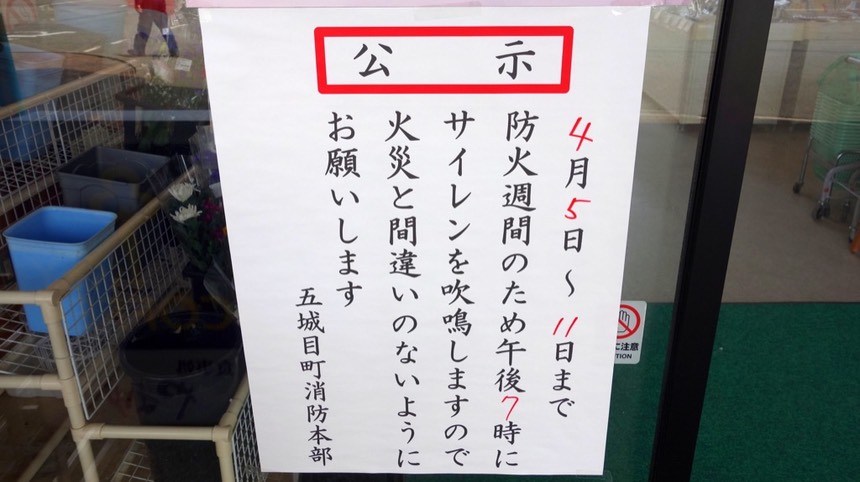 公示
4月5日～11日まで
防火週間のため午後7時に
サイレンを吹鳴しますので
火災と間違いのないように
お願いします
五城目町消防本部
に注意
TION